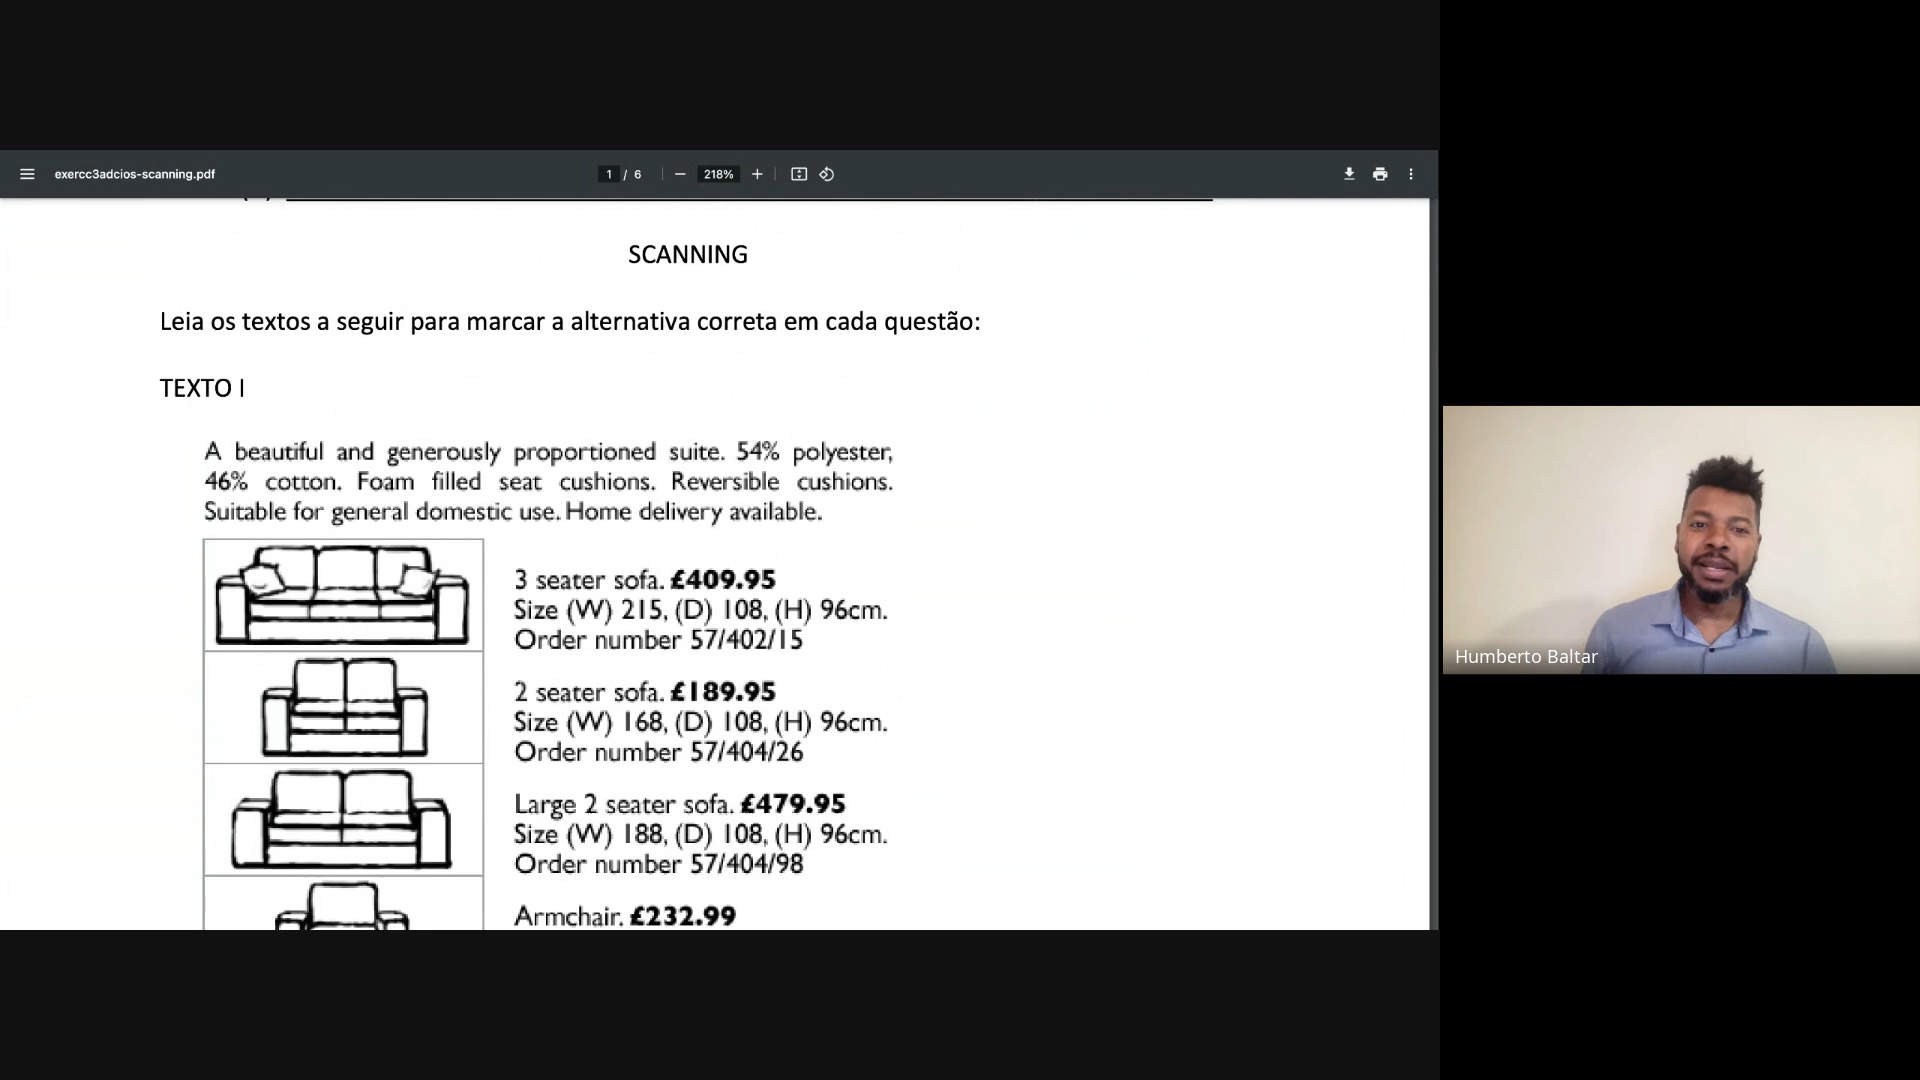 exercc3adcios-scanning.pdf
1 / 6
218%
SCANNING
Leia os textos a seguir para marcar a alternativa correta em cada questão:
TEXTO I
A beautiful and generously proportioned suite. 54% polyester,
46% cotton. Foam filled seat cushions. Reversible cushions.
Suitable for general domestic use. Home delivery available.
3 seater sofa. £409.95
Size (W) 215, (D) 108, (H) 96cm.
Order number 57/402/15
2 seater sofa. £189.95
Size (W) 168, (D) 108, (H) 96cm.
Order number 57/404/26
Large 2 seater sofa. £479.95
Size (W) 188, (D) 108, (H) 96cm.
Order number 57/404/98
Armchair. £232.99
Humberto Baltar